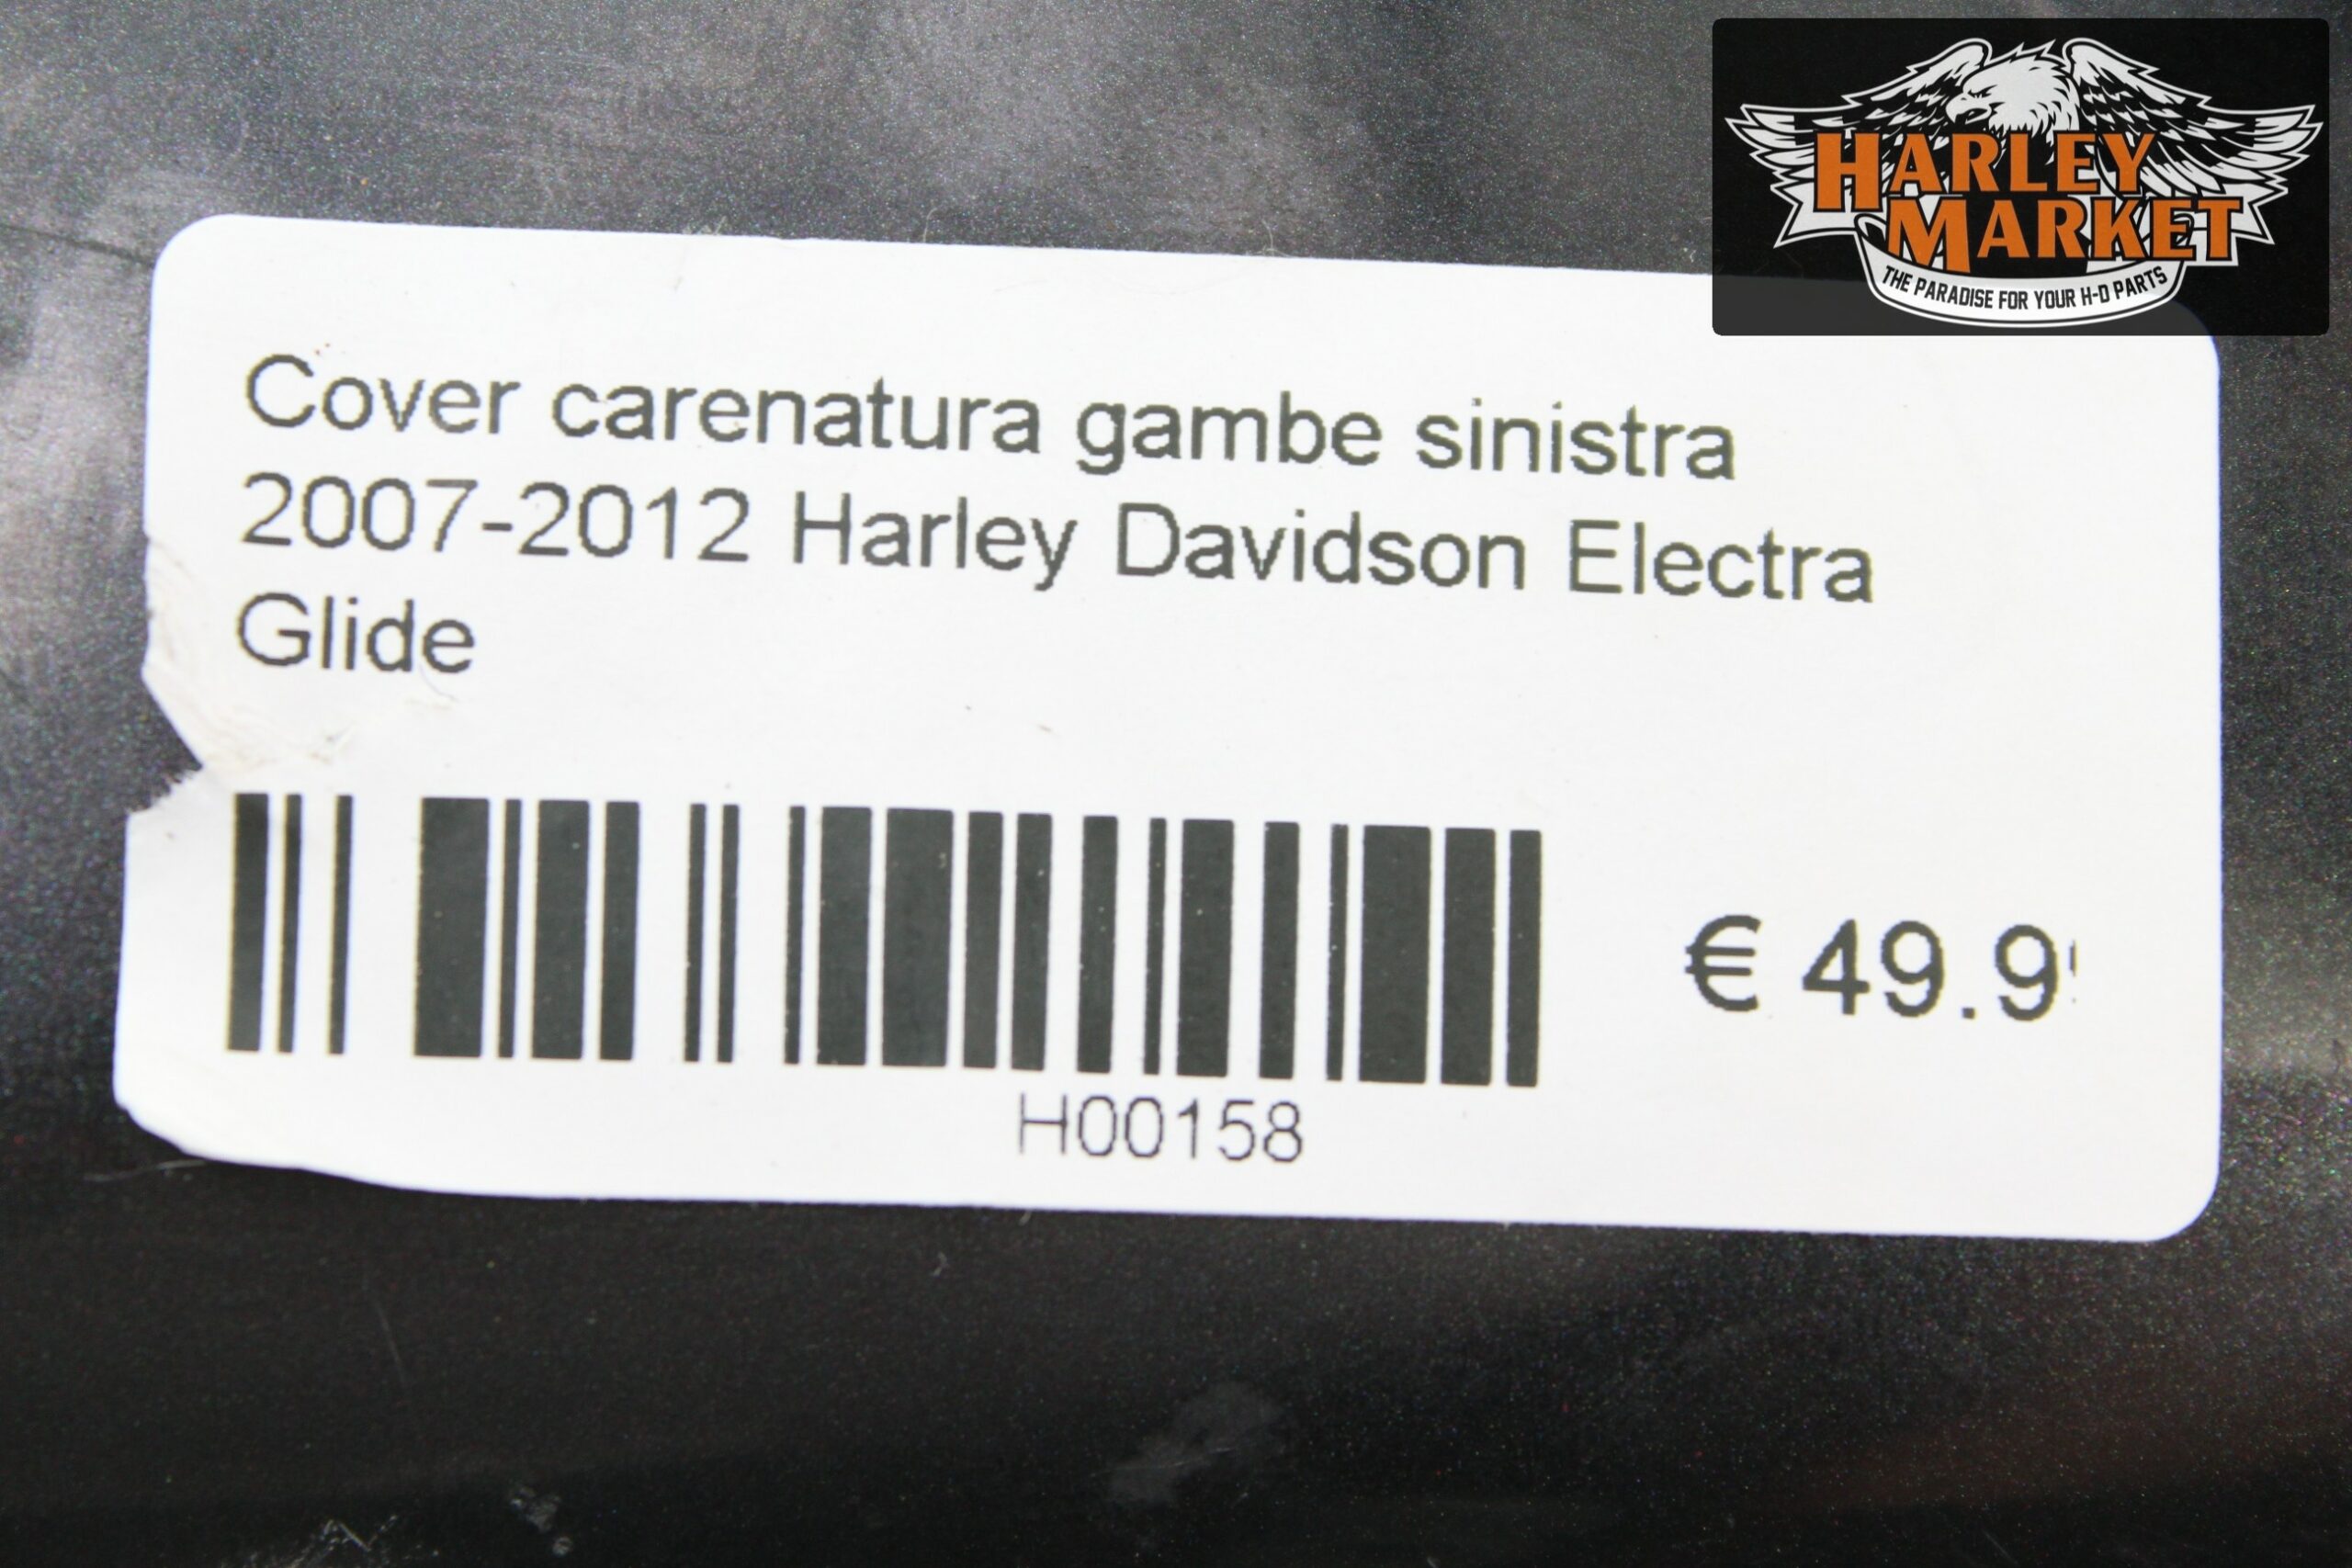 HARLEY
MARKET
THE PARADISE FOR YOUR H-D PARTS
Cover carenatura gambe sinistra
2007-2012 Harley Davidson Electra
Glide
€ 49.9
H00158